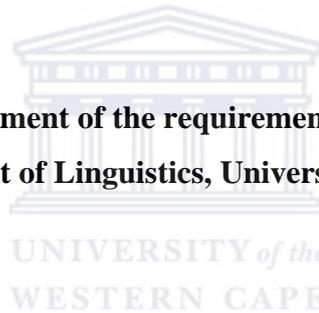 ment of the requiremen
t of Linguistics, Univers
UNIVERSITY of the
WESTERN CAPE